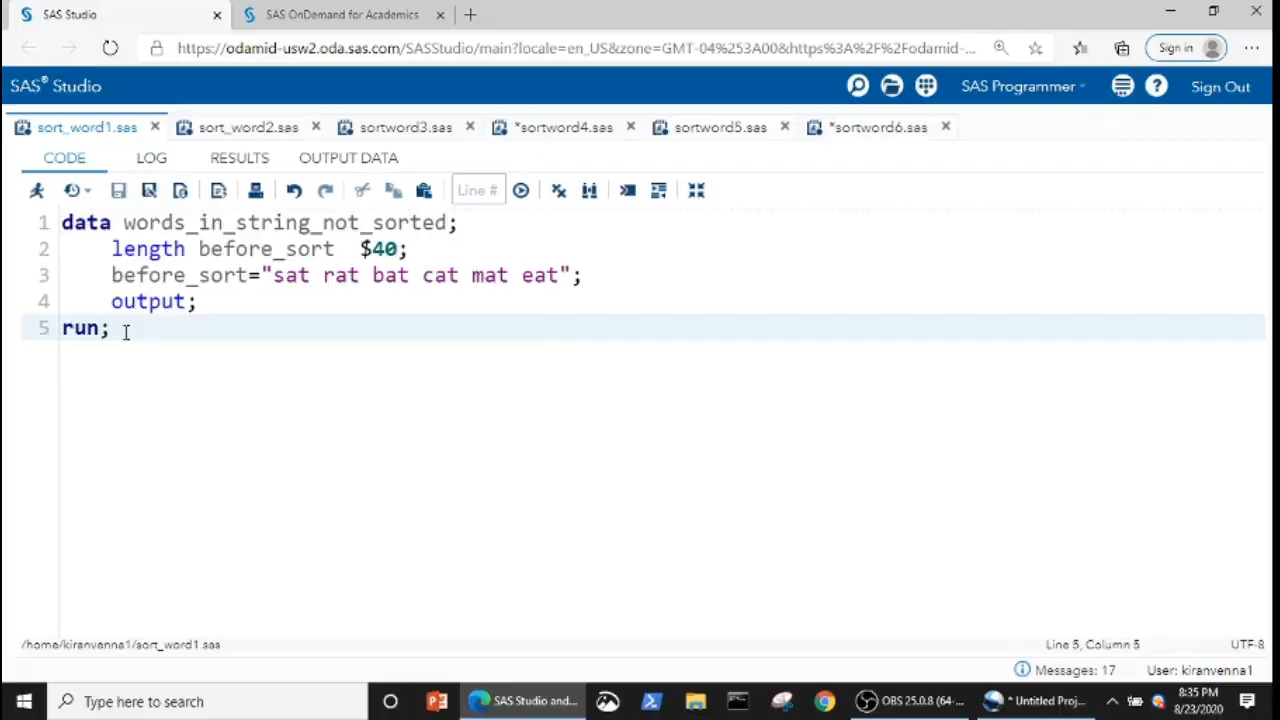 SAS Studio
SAS OnDemand for Academics
https://odamid-usw2.oda.sas.com/SASStudio/main?locale=en_US&zone=GMT-04%253A00&https%3A%2F%2Fodamid-...
Sign in
SAS® Studio
SAS Programmer
Sign Out
sort_word1.sas
sort_word2.sas
sortword3.sas
*sortword4.sas
sortword5.sas
*sortword6.sas
CODE
LOG
RESULTS
OUTPUT DATA
Line #
1 data words_in_string_not_sorted;
2 length before_sort $40;
3 before_sort="sat rat bat cat mat eat";
4 output;
5 run;
/home/kiranvenna1/sort_word1.sas
Line 5, Column 5
UTF-8
Messages: 17
User: kiranvenna1
Type here to search
SAS Studio and...
OBS 25.0.8 (64-...
* Untitled Proj...
8:35 PM
8/23/2020